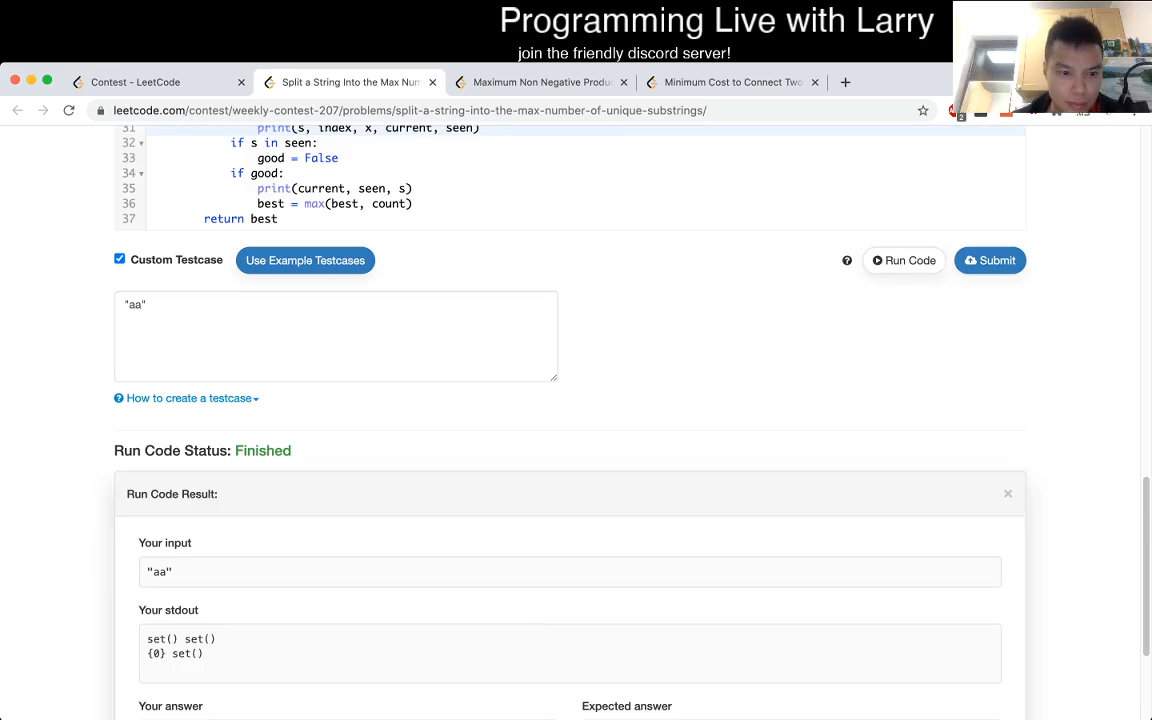 Programming Live with Larry
join the friendly discord server!
Contest - LeetCode
Split a String Into the Max Num
Maximum Non Negative Produ
Minimum Cost to Connect Two
leetcode.com/contest/weekly-contest-207/problems/split-a-string-into-the-max-number-of-unique-substrings/
2
31 print(s, index, x, current, seen)
32 if s in seen:
33 good = False
34 if good:
35 print(current, seen, s)
36 best = max(best, count)
37 return best
Custom Testcase
Use Example Testcases
Run Code
Submit
"aa"
How to create a testcase
Run Code Status: Finished
Run Code Result:
Your input
"aa"
Your stdout
set() set()
{0} set()
Your answer
Expected answer